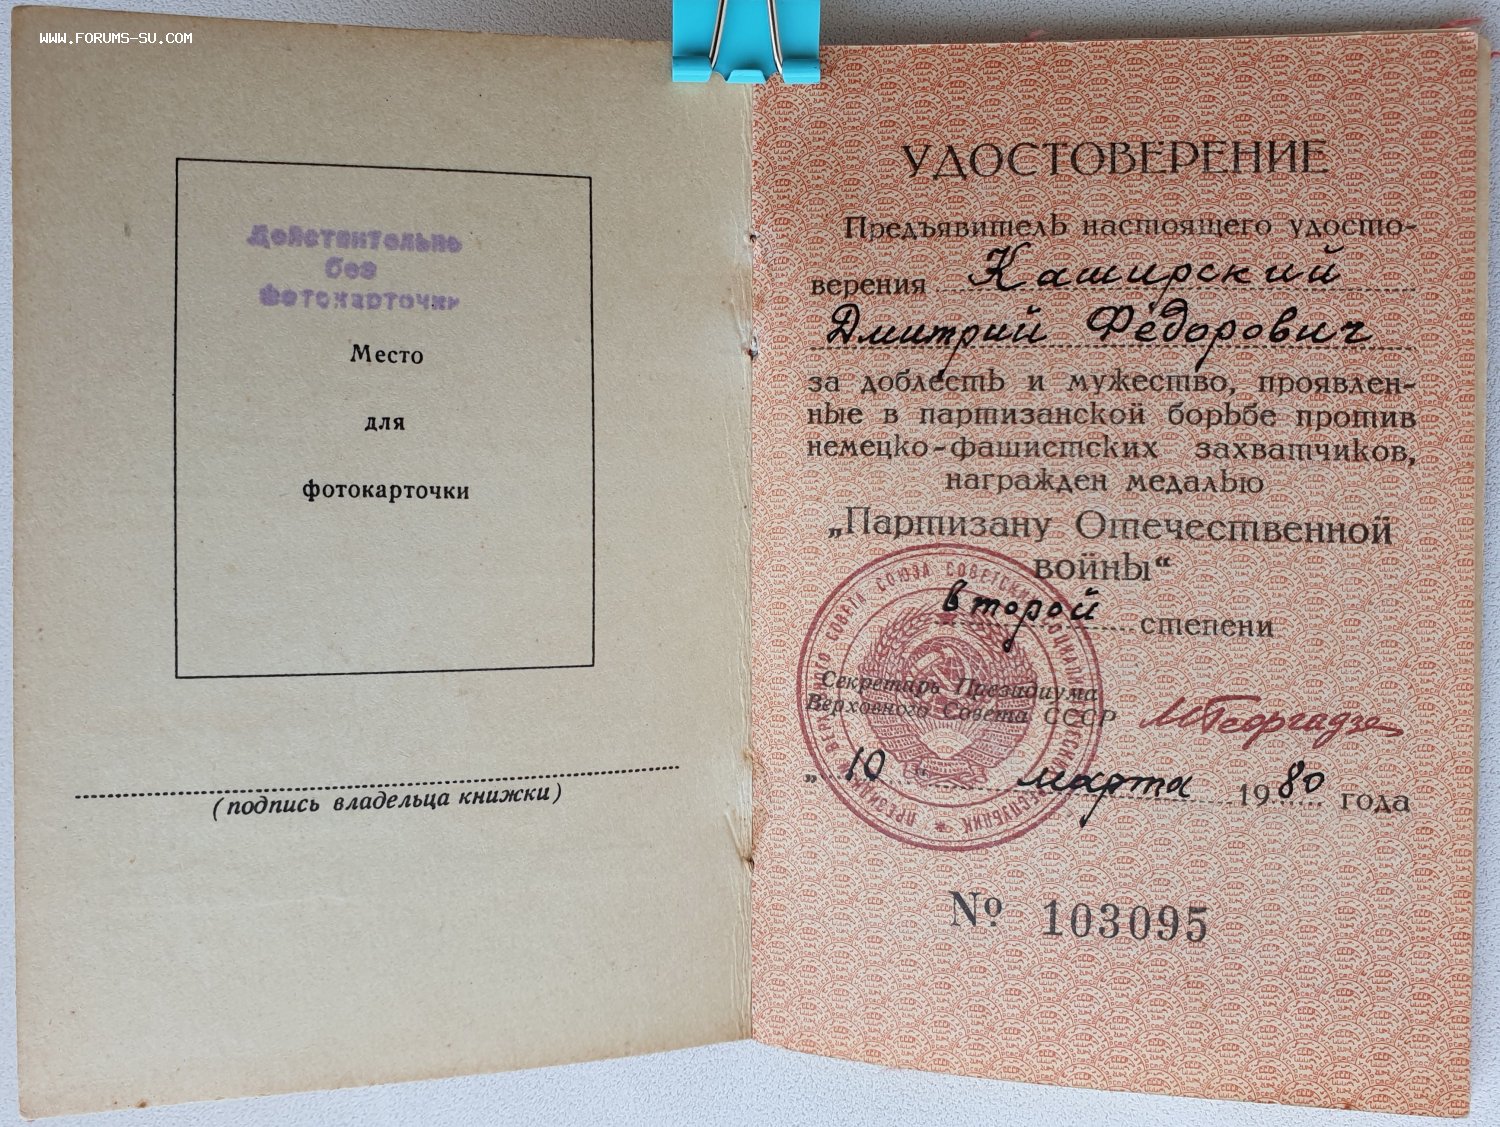 www.forums-su.com
Действительно
без
фотокарточки
Место
для
фотокарточки
(подпись владельца книжки)
УДОСТОВЕРЕНИЕ
Предъявитель настоящего удосто-
верения Каширский
Дмитрий Фёдорович
за доблесть и мужество, проявлен-
ные в партизанской борьбе против
немецко-фашистских захватчиков,
награжден медалью
„Партизану Отечественной
войны“
второй степени
Секретарь Президиума
Верховного Совета СССР МГеоргадзе
„ 10 " марта 1980 года
№ 103095